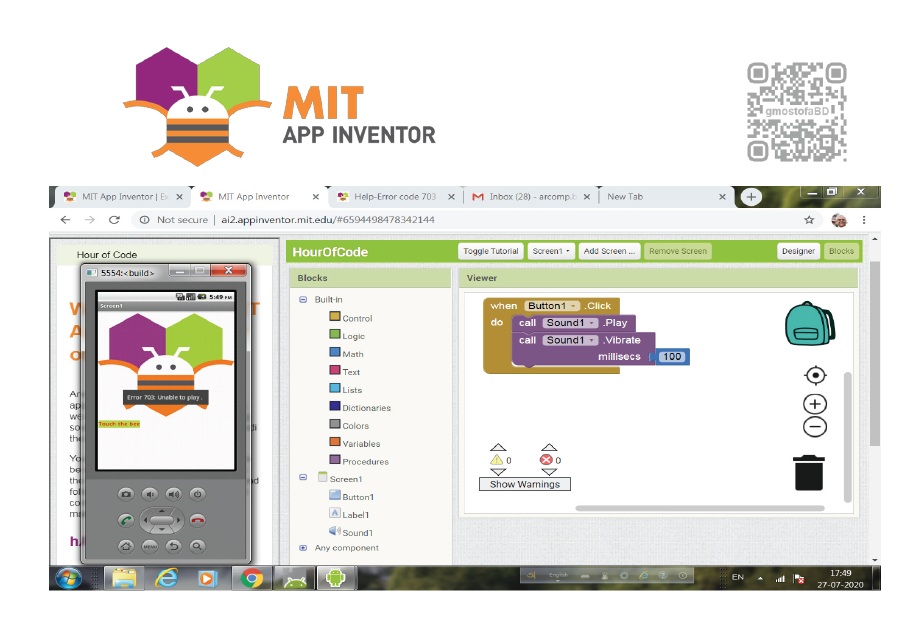 MIT
APP INVENTOR
gmostofaBD
MIT App Inventor | Ex
MIT App Inventor
Help-Error code 703
Inbox (28) - arcomp.b
New Tab
Not secure | ai2.appinventor.mit.edu/#6594498478342144
Hour of Code
HourOfCode
Toggle Tutorial
Screen1
Add Screen ...
Remove Screen
Designer
Blocks
5554:<build>
5:49 PM
Screen1
Error 703: Unable to play .
Touch the bee
MENU
Blocks
Built-in
Control
Logic
Math
Text
Lists
Dictionaries
Colors
Variables
Procedures
Screen1
Button1
Label1
Sound1
Any component
Viewer
when Button1 .Click
do call Sound1 .Play
call Sound1 .Vibrate
millisecs 100
0 0
Show Warnings
English
EN
17:49
27-07-2020